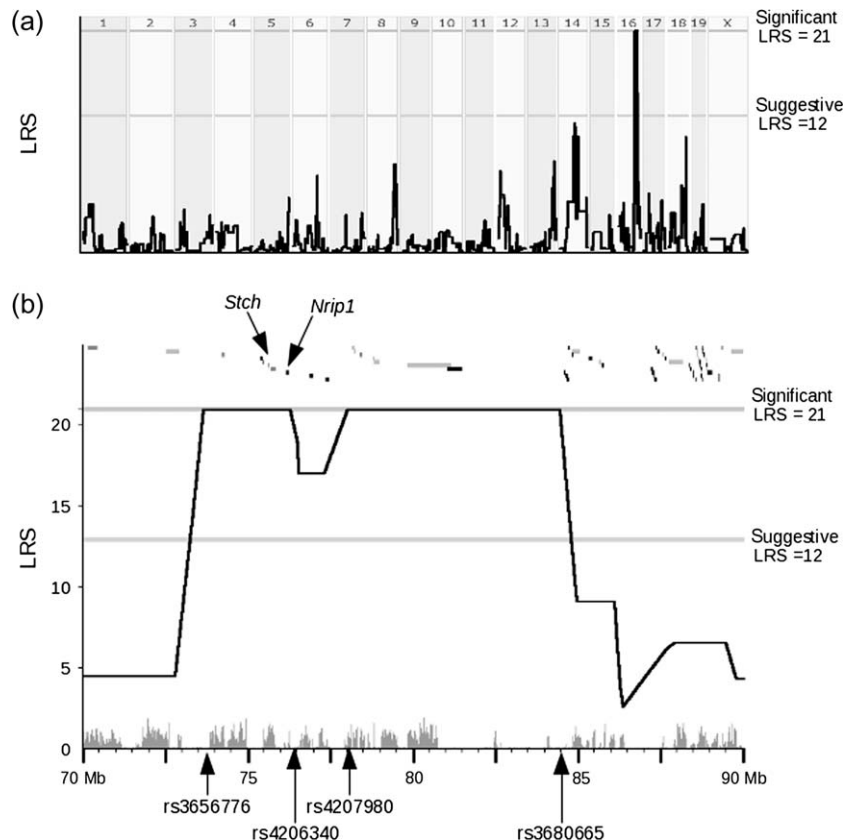 (a)
1 2 3 4 5 6 7 8 9 10 11 12 13 14 15 16 17 18 19 X
Significant
LRS = 21
Suggestive
LRS =12
LRS
(b)
Stch
Nrip1
Significant
LRS = 21
Suggestive
LRS =12
LRS
20
15
10
5
0
70 Mb 75 80 85 90 Mb
rs3656776 rs4207980
rs4206340 rs3680665